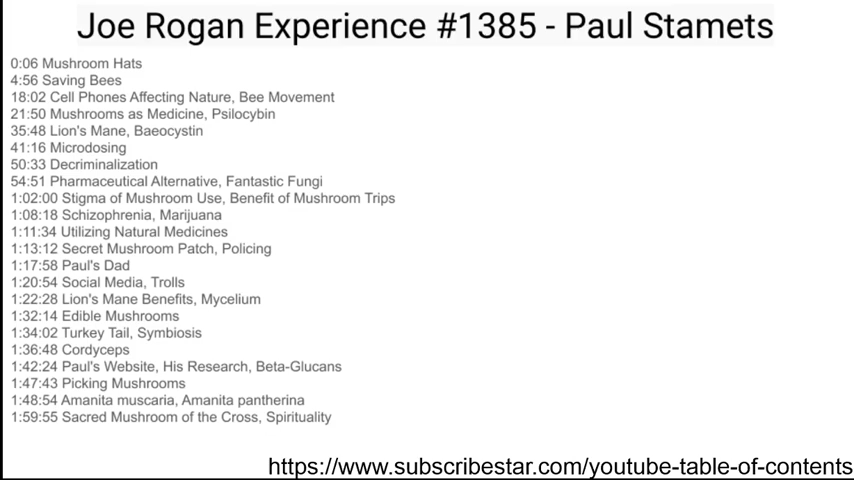 Joe Rogan Experience #1385 - Paul Stamets
0:06 Mushroom Hats
4:56 Saving Bees
18:02 Cell Phones Affecting Nature, Bee Movement
21:50 Mushrooms as Medicine, Psilocybin
35:48 Lion's Mane, Baeocystin
41:16 Microdosing
50:33 Decriminalization
54:51 Pharmaceutical Alternative, Fantastic Fungi
1:02:00 Stigma of Mushroom Use, Benefit of Mushroom Trips
1:08:18 Schizophrenia, Marijuana
1:11:34 Utilizing Natural Medicines
1:13:12 Secret Mushroom Patch, Policing
1:17:58 Paul's Dad
1:20:54 Social Media, Trolls
1:22:28 Lion's Mane Benefits, Mycelium
1:32:14 Edible Mushrooms
1:34:02 Turkey Tail, Symbiosis
1:36:48 Cordyceps
1:42:24 Paul's Website, His Research, Beta-Glucans
1:47:43 Picking Mushrooms
1:48:54 Amanita muscaria, Amanita pantherina
1:59:55 Sacred Mushroom of the Cross, Spirituality
https://www.subscribestar.com/youtube-table-of-contents